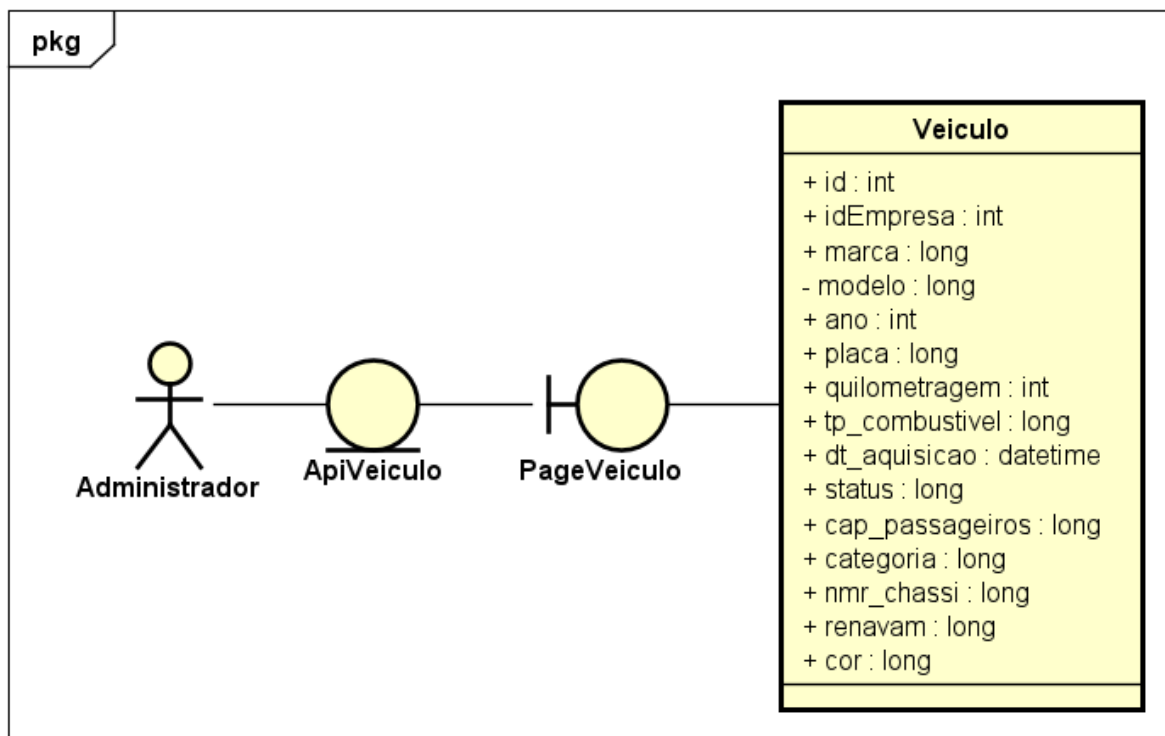 pkg
Veiculo
+ id : int
+ idEmpresa : int
+ marca : long
- modelo : long
+ ano : int
+ placa : long
+ quilometragem : int
+ tp_combustivel : long
+ dt_aquisicao : datetime
+ status : long
+ cap_passageiros : long
+ categoria : long
+ nmr_chassi : long
+ renavam : long
+ cor : long
Administrador
ApiVeiculo
PageVeiculo